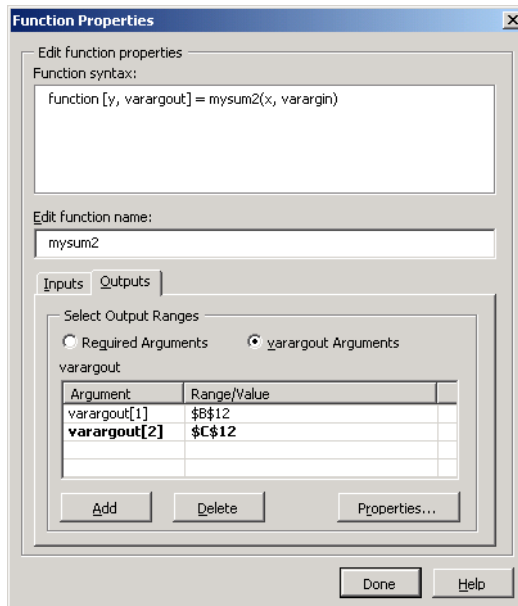 Function Properties
Edit function properties
Function syntax:
function [y, varargout] = mysum2(x, varargin)
Edit function name:
mysum2
Inputs Outputs
Select Output Ranges
Required Arguments varargout Arguments
varargout
Argument Range/Value
varargout[1] $B$12
varargout[2] $C$12
Add Delete Properties...
Done Help